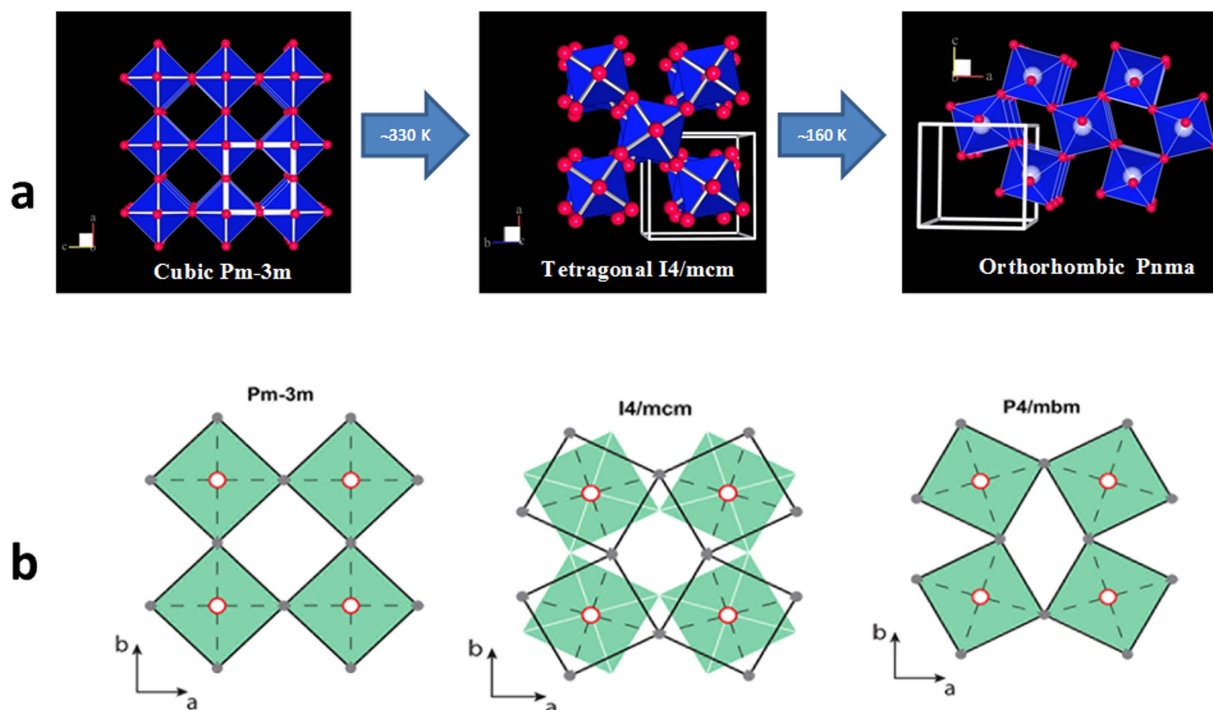 a
~330 K
~160 K
a
c
b
Cubic Pm-3m
a
b
c
Tetragonal I4/mcm
c
a
Orthorhombic Pnma
b
Pm-3m
I4/mcm
P4/mbm
b
a
b
a
b
a